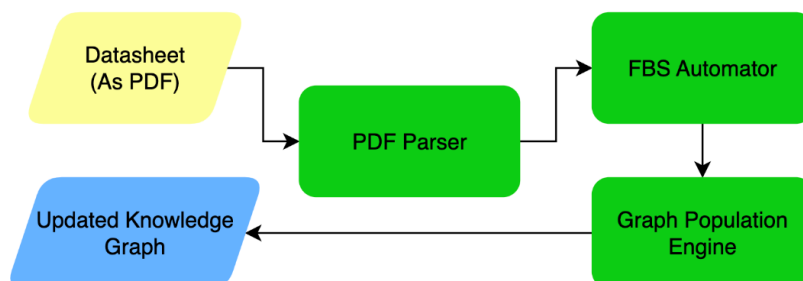 Datasheet
(As PDF)
FBS Automator
PDF Parser
Updated Knowledge
Graph
Graph Population
Engine